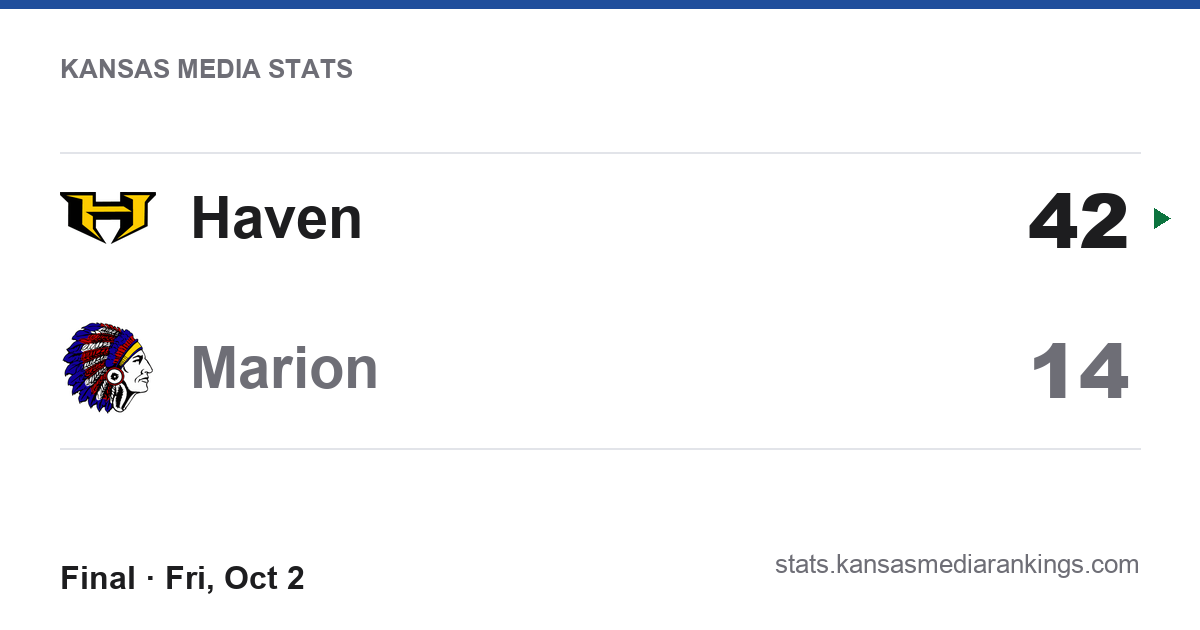 KANSAS MEDIA STATS
Haven 42
Marion 14
Final · Fri, Oct 2
stats.kansasmediarankings.com